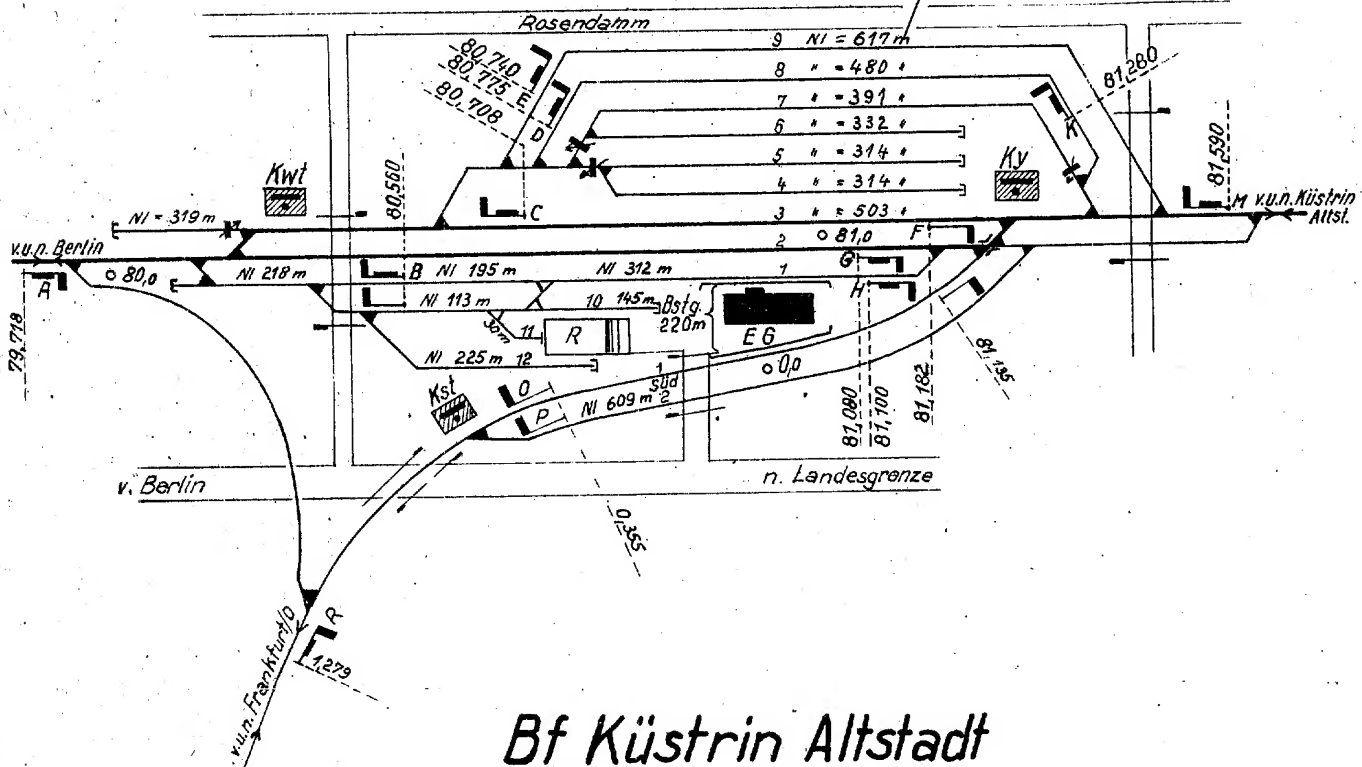 Rosendamm
9 Nl = 617 m
8 " = 480 "
7 " = 391 "
6 " = 332 "
5 " = 314 "
4 " = 314 "
3 " = 503 "
80,740
80,775
80,708
E
D
C
K
81,280
81,590
Kwt
80,560
Ky
Nl = 319 m
v.u.n. Berlin
M v.u.n. Küstrin
Altst.
F
2
81,0
A
80,0
Nl 218 m
B
Nl 195 m
Nl 312 m
1
G
H
79,718
Nl 113 m
10 145 m
Bstg.
220m
E G
30m
11
R
Nl 225 m 12
Kst
O
P
1
Süd
Nl 609 m 2
0,0
81,080
81,100
81,182
81,135
v. Berlin
n. Landesgrenze
0,355
R
1,279
v.u.n. Frankfurt/O
Bf Küstrin Altstadt